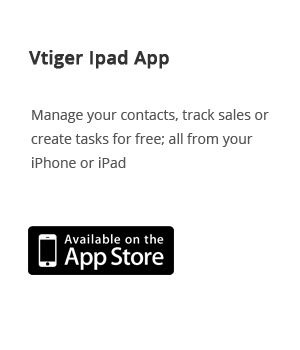 Vtiger Ipad App
Manage your contacts, track sales or
create tasks for free; all from your
iPhone or iPad
Available on the
App Store